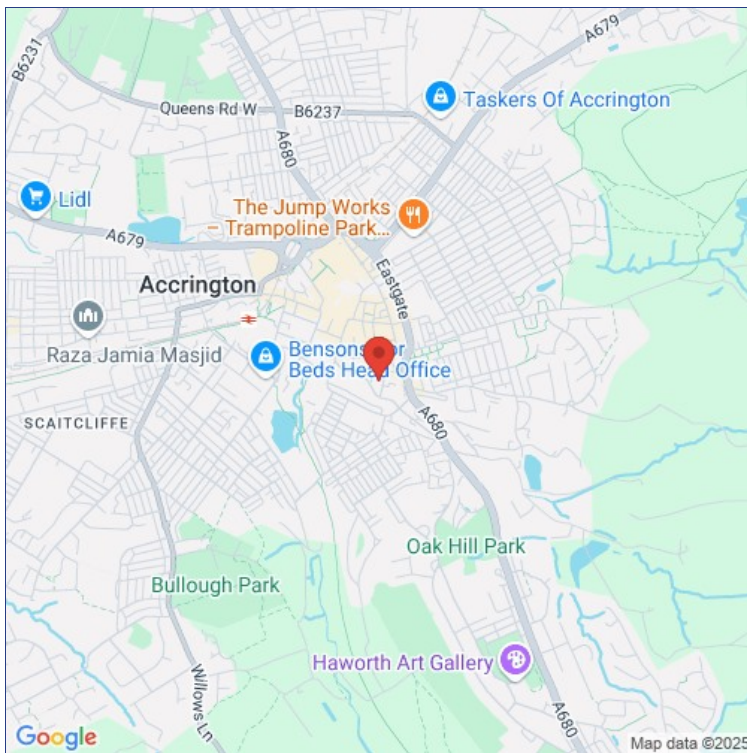 B6231
A679
Queens Rd W
B6237
A680
Taskers Of Accrington
Lidl
The Jump Works
– Trampoline Park...
A679
Eastgate
Accrington
Raza Jamia Masjid
Bensons for
Beds Head Office
SCAITCLIFFE
A680
Oak Hill Park
Bullough Park
Haworth Art Gallery
Willows Ln
A680
Google
Map data ©2025